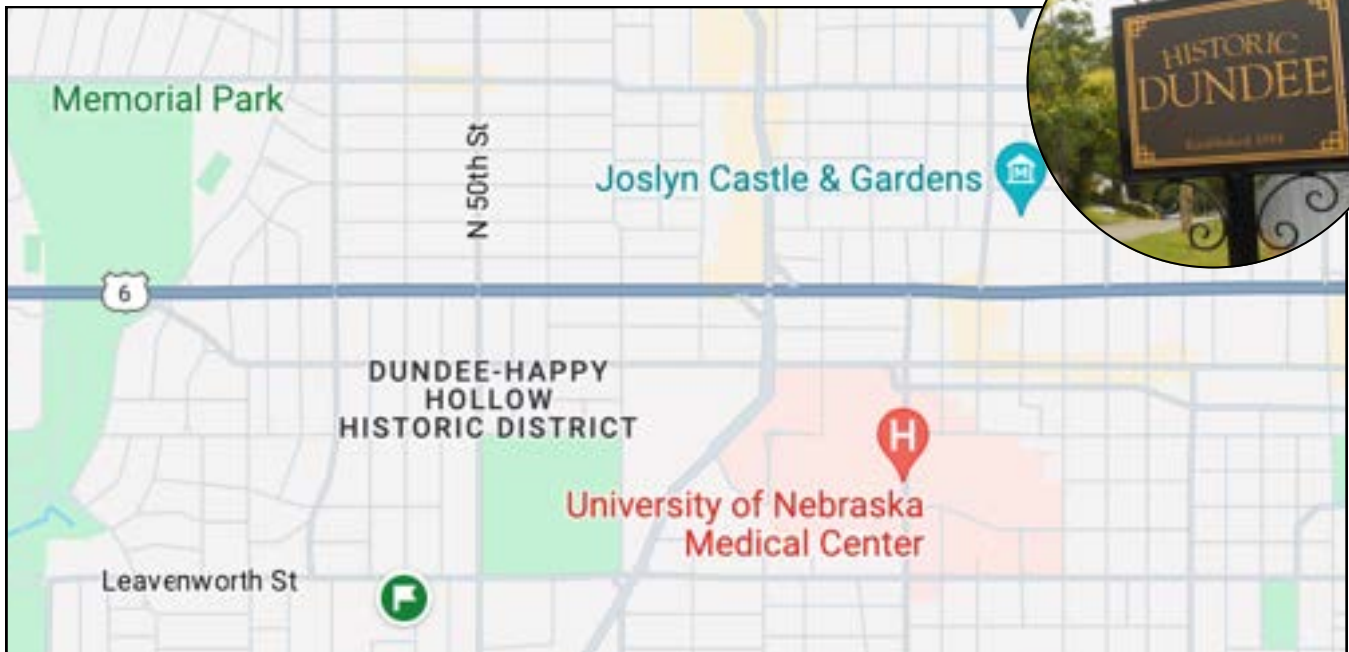 Memorial Park
N 50th St
Joslyn Castle & Gardens
M
HISTORIC
DUNDEE
6
DUNDEE-HAPPY
HOLLOW
HISTORIC DISTRICT
H
University of Nebraska
Medical Center
Leavenworth St